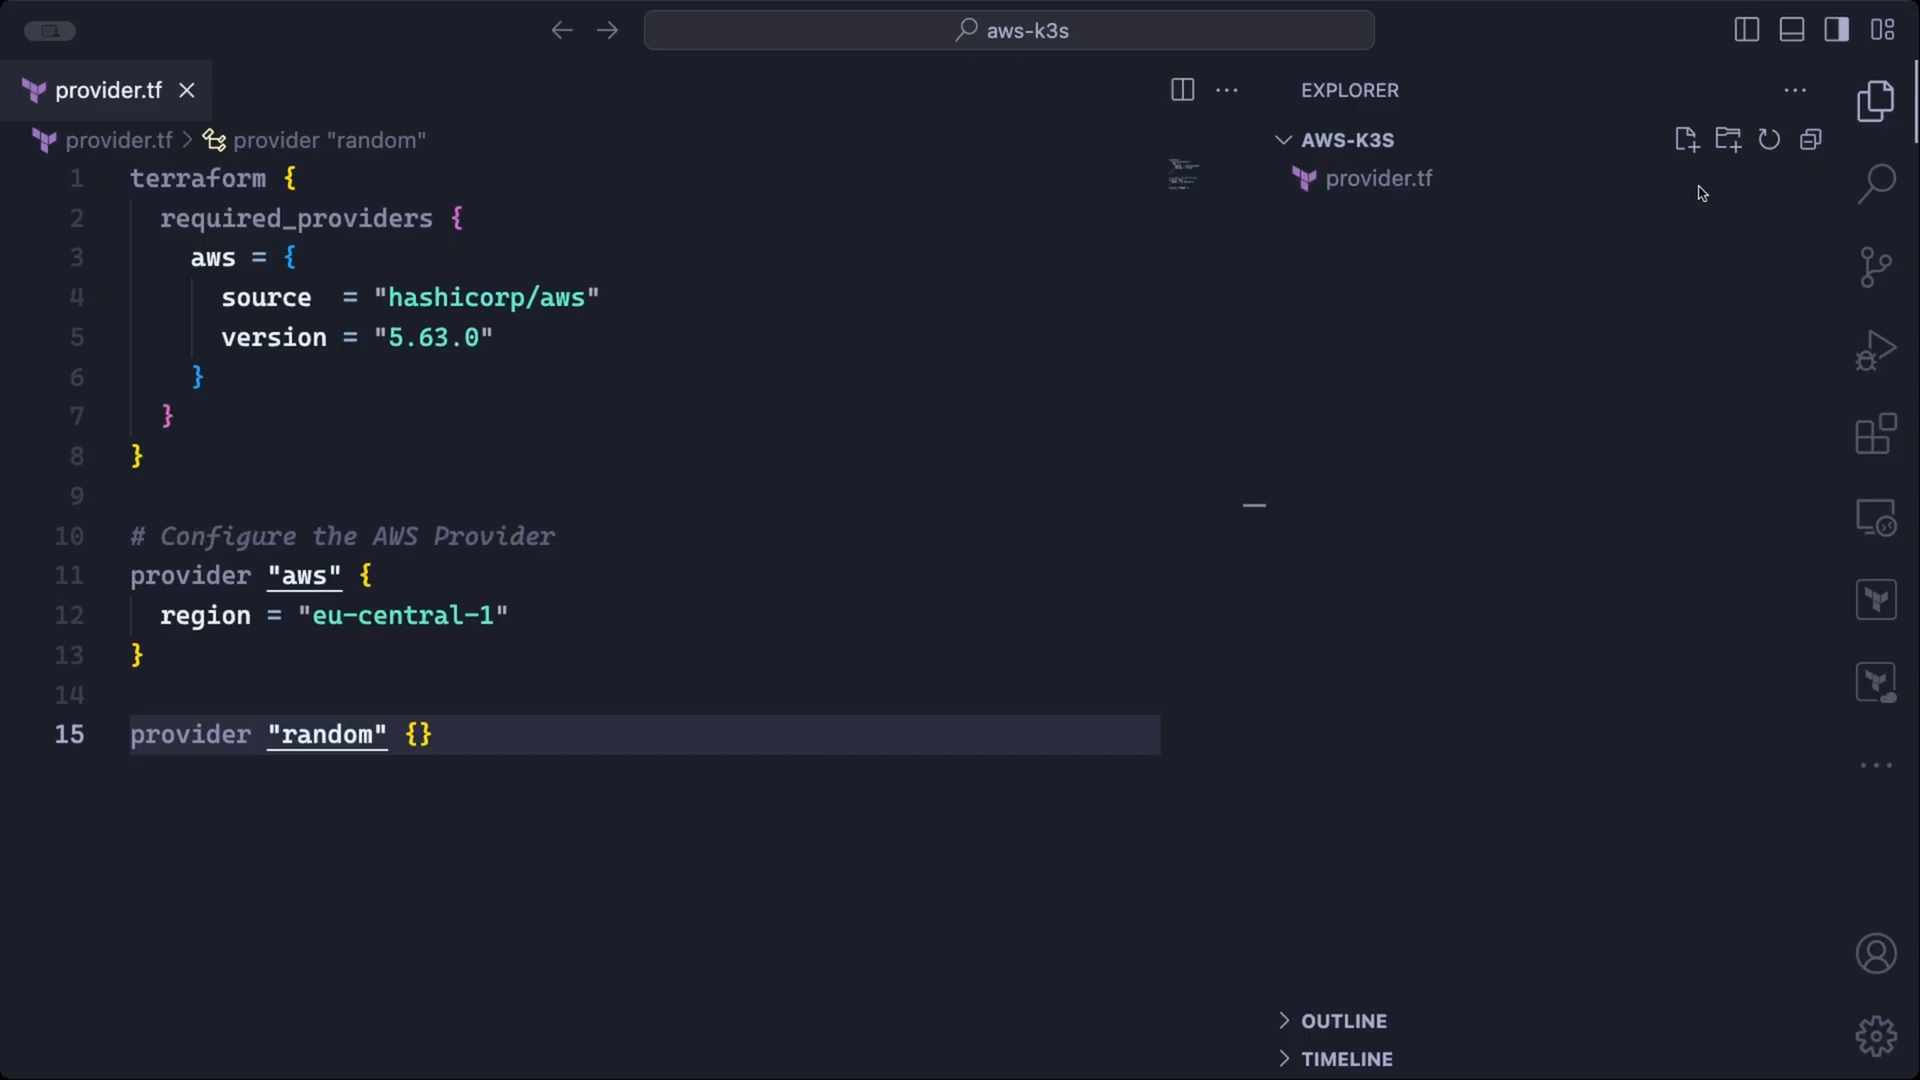 aws-k3s
provider.tf
provider.tf > provider "random"
1 terraform {
2 required_providers {
3 aws = {
4 source = "hashicorp/aws"
5 version = "5.63.0"
6 }
7 }
8 }
9
10 # Configure the AWS Provider
11 provider "aws" {
12 region = "eu-central-1"
13 }
14
15 provider "random" {}
EXPLORER
AWS-K3S
provider.tf
OUTLINE
TIMELINE